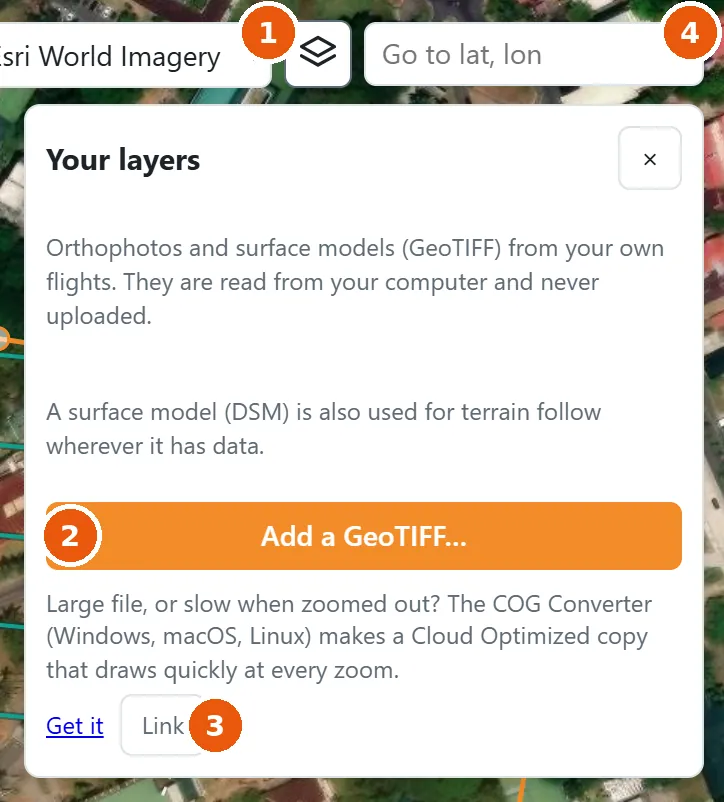 sri World Imagery
1
Go to lat, lon
4
Your layers
×
Orthophotos and surface models (GeoTIFF) from your own
flights. They are read from your computer and never
uploaded.
A surface model (DSM) is also used for terrain follow
wherever it has data.
2
Add a GeoTIFF...
Large file, or slow when zoomed out? The COG Converter
(Windows, macOS, Linux) makes a Cloud Optimized copy
that draws quickly at every zoom.
Get it
Link
3